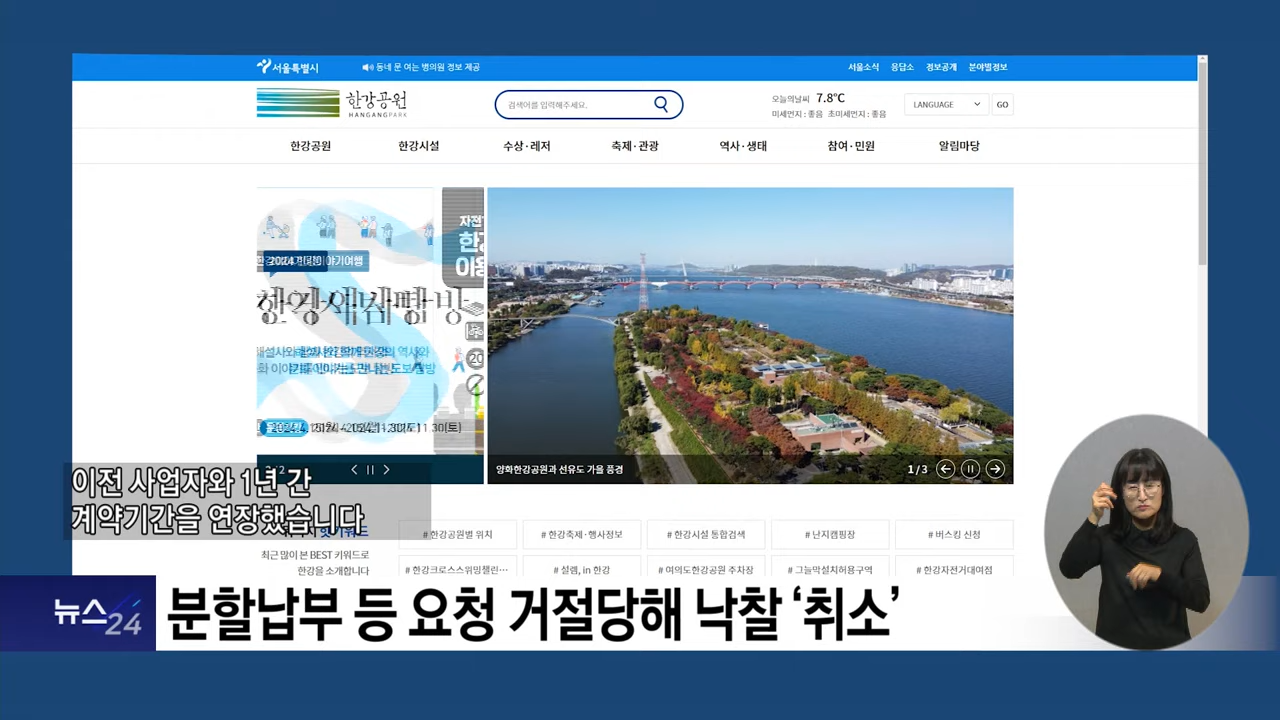 서울특별시
동네 문 여는 병의원 정보 제공
서울소식 응답소 정보공개 분야별정보
한강공원
HANGANGPARK
검색어를 입력해주세요.
오늘의날씨 7.8℃
미세먼지 : 좋음 초미세먼지 : 좋음
LANGUAGE
GO
한강공원 한강시설 수상·레저 축제·관광 역사·생태 참여·민원 알림마당
양화한강공원과 선유도 가을 풍경
1 / 3
이전 사업자와 1년 간
계약기간을 연장했습니다
최근 많이 본 BEST 키워드로
한강을 소개합니다
# 한강공원별 위치
# 한강축제·행사정보
# 한강시설 통합검색
# 난지캠핑장
# 버스킹 신청
# 한강크로스스위밍챌린…
# 설렘, in 한강
# 여의도한강공원 주차장
# 그늘막설치허용구역
# 한강자전거대여점
뉴스24
분할납부 등 요청 거절당해 낙찰 ‘취소’